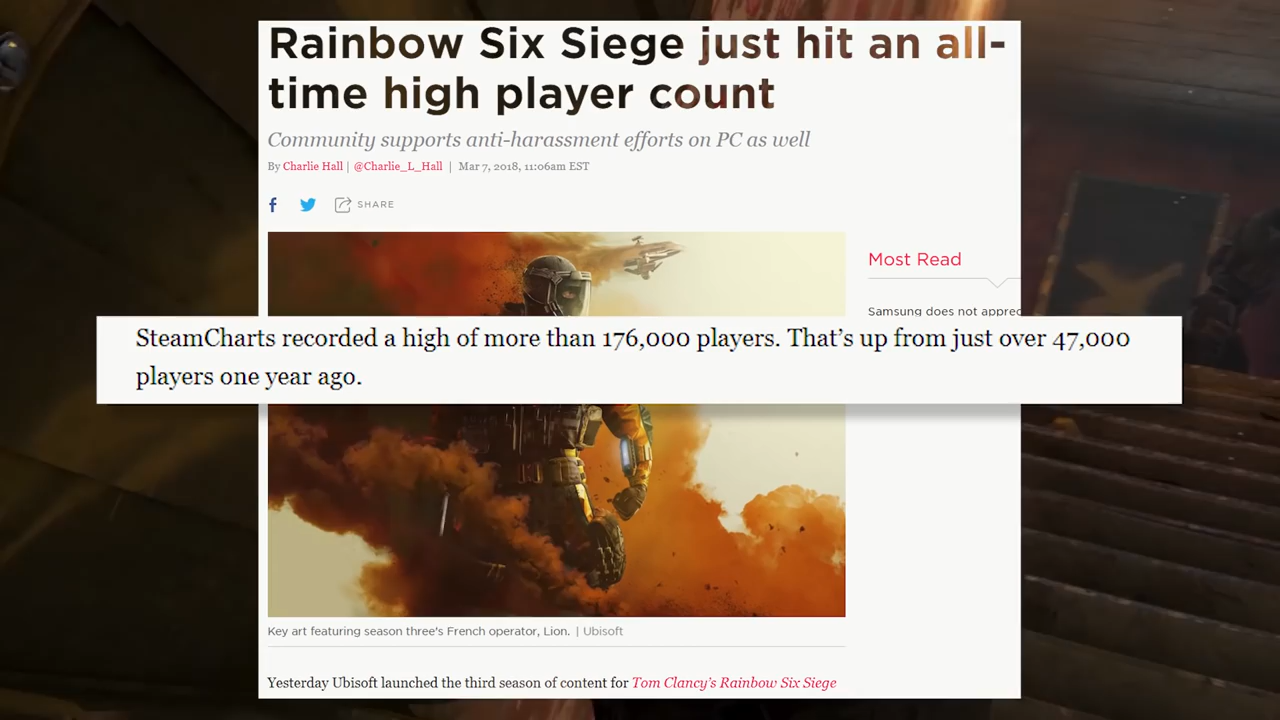 Rainbow Six Siege just hit an all-
time high player count
Community supports anti-harassment efforts on PC as well
By Charlie Hall | @Charlie_L_Hall | Mar 7, 2018, 11:06am EST
SHARE
Most Read
Samsung does not apprec
SteamCharts recorded a high of more than 176,000 players. That’s up from just over 47,000
players one year ago.
Key art featuring season three's French operator, Lion. | Ubisoft
Yesterday Ubisoft launched the third season of content for Tom Clancy’s Rainbow Six Siege